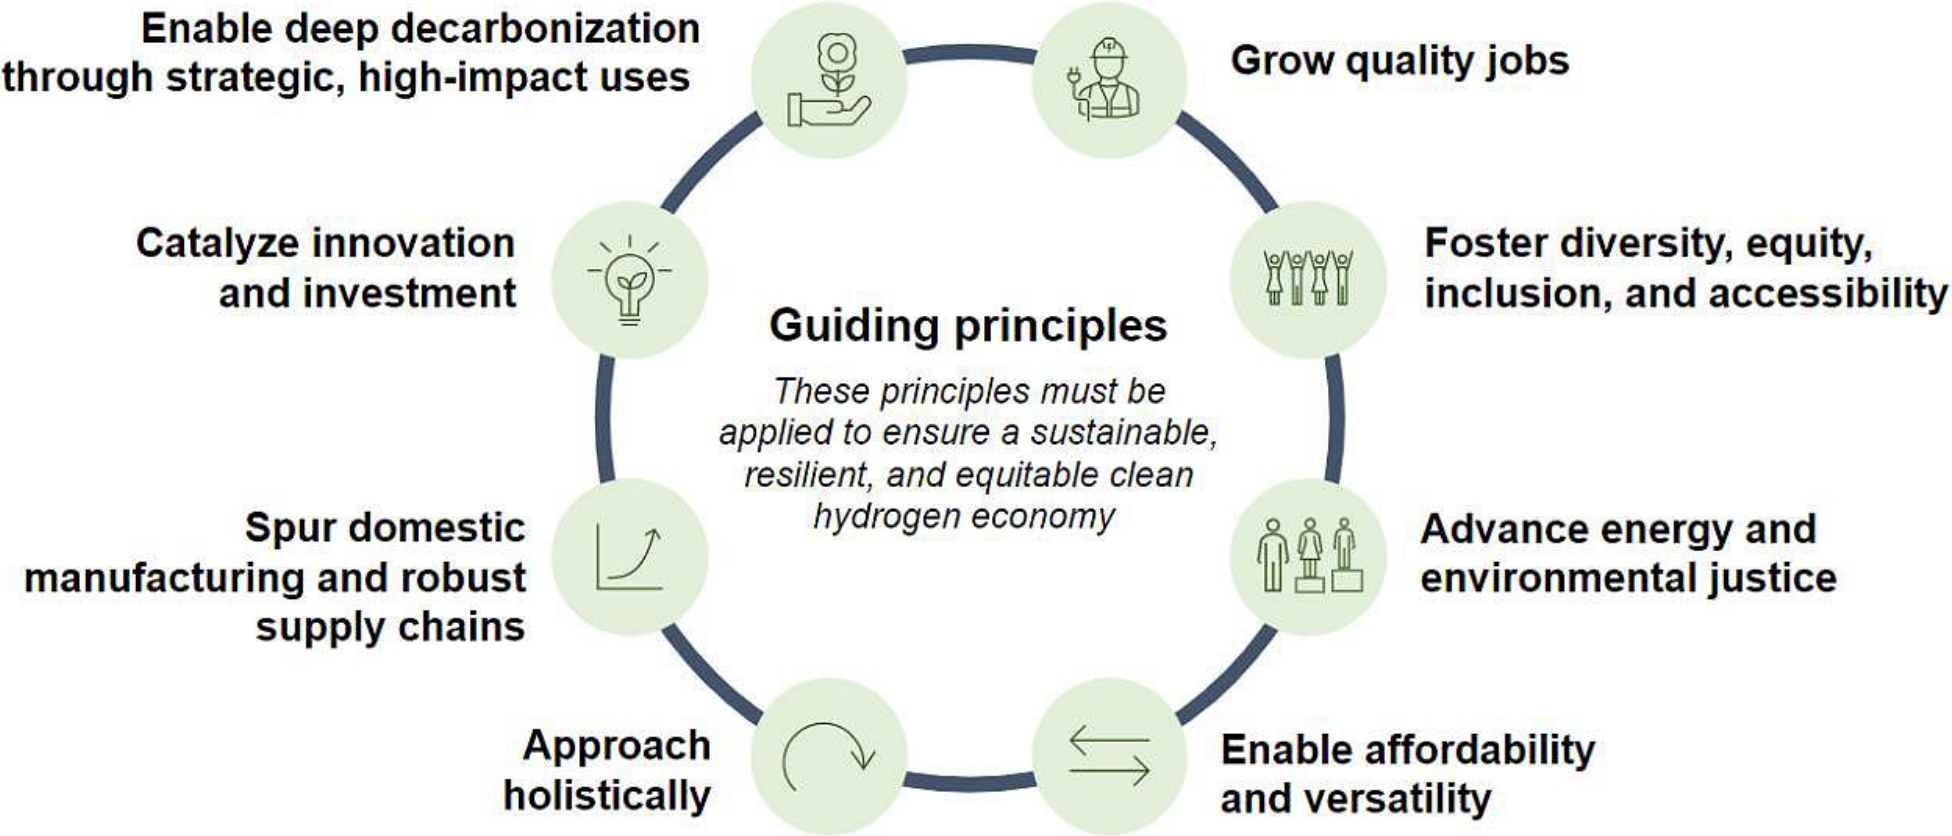 Enable deep decarbonization
through strategic, high-impact uses
Grow quality jobs
Catalyze innovation
and investment
Foster diversity, equity,
inclusion, and accessibility
Guiding principles
These principles must be
applied to ensure a sustainable,
resilient, and equitable clean
hydrogen economy
Spur domestic
manufacturing and robust
supply chains
Advance energy and
environmental justice
Approach
holistically
Enable affordability
and versatility